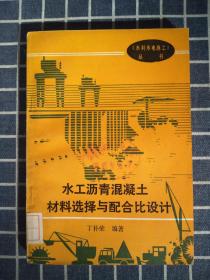 《水利水电施工》
丛书
水工沥青混凝土
材料选择与配合比设计
丁朴荣 编著